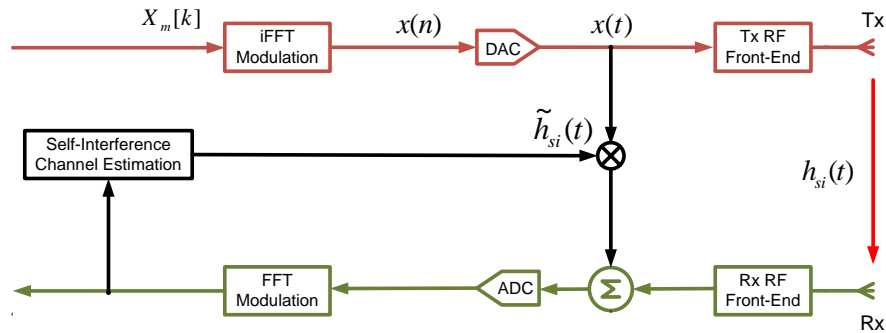 X_m[k]
iFFT
Modulation
x(n)
DAC
x(t)
Tx RF
Front-End
Tx
Self-Interference
Channel Estimation
h̃_si(t)
h_si(t)
FFT
Modulation
ADC
Σ
Rx RF
Front-End
Rx